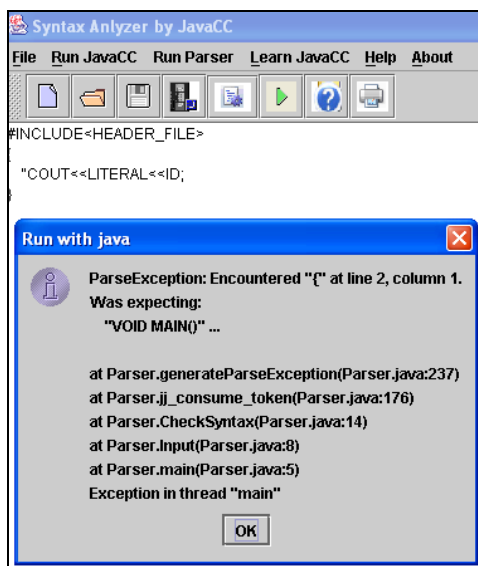 Syntax Anlyzer by JavaCC
File Run JavaCC Run Parser Learn JavaCC Help About
#INCLUDE<HEADER_FILE>
{
"COUT<<LITERAL<<ID;
}
Run with java
ParseException: Encountered "{" at line 2, column 1.
Was expecting:
"VOID MAIN()" ...
at Parser.generateParseException(Parser.java:237)
at Parser.jj_consume_token(Parser.java:176)
at Parser.CheckSyntax(Parser.java:14)
at Parser.Input(Parser.java:8)
at Parser.main(Parser.java:5)
Exception in thread "main"
OK